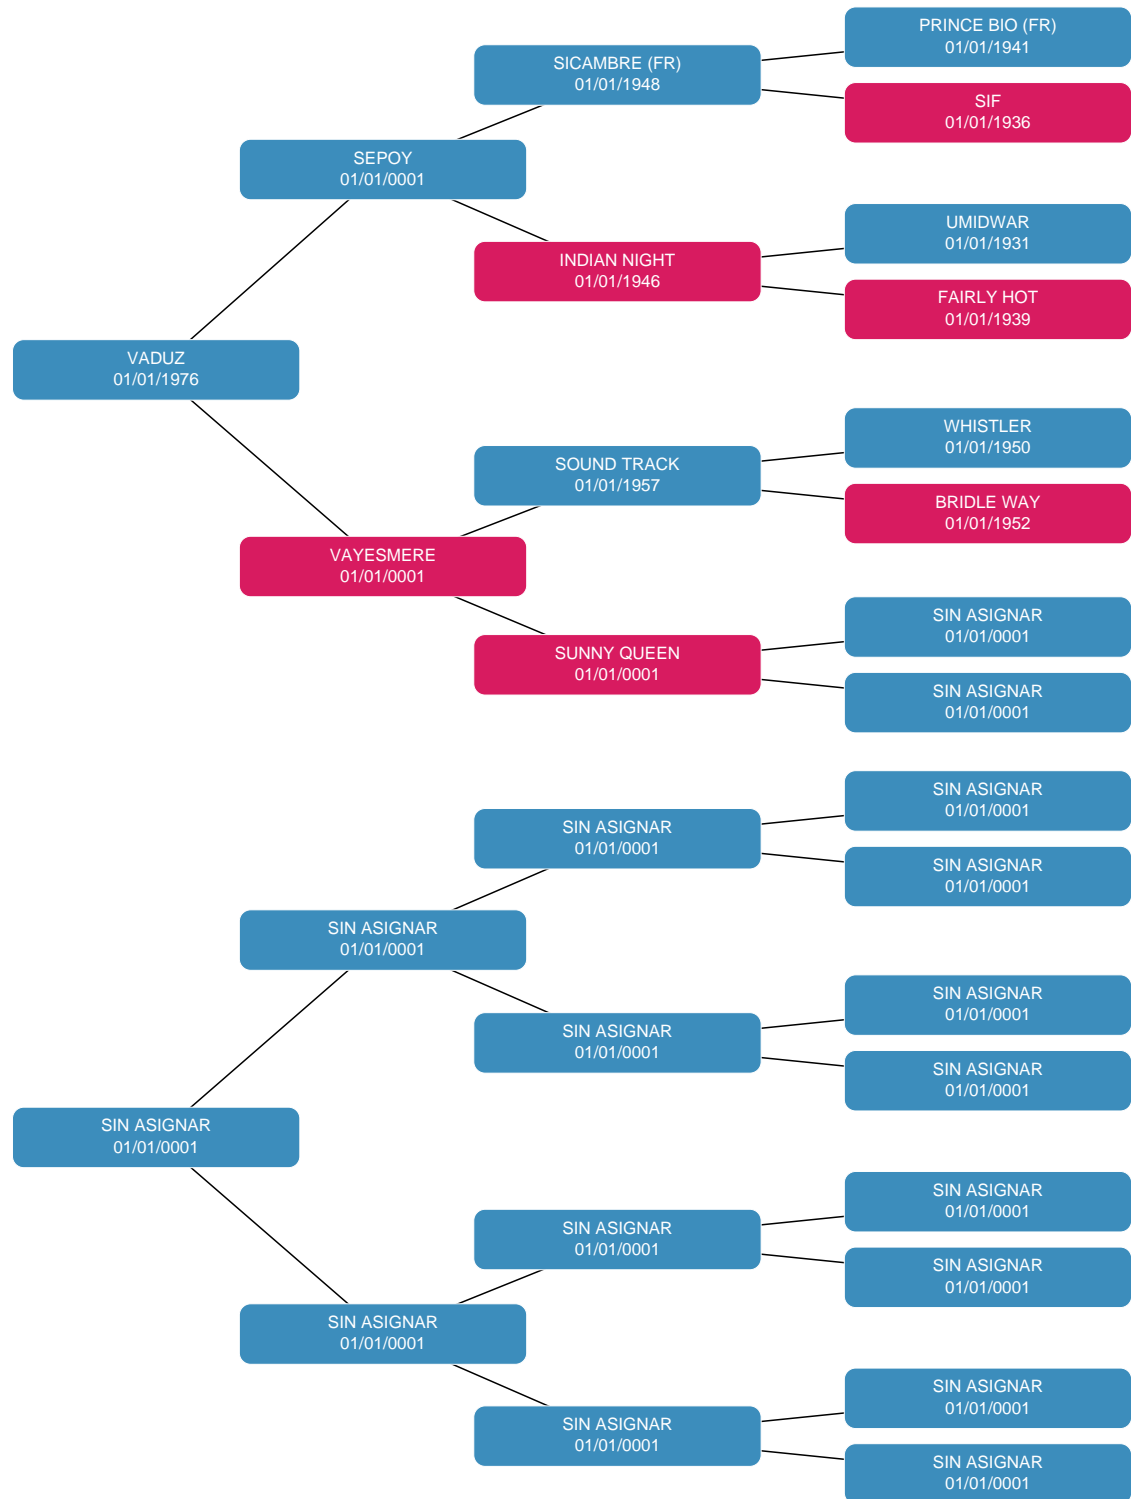 PRINCE BIO (FR)
01/01/1941
SICAMBRE (FR)
01/01/1948
SIF
01/01/1936
SEPOY
01/01/0001
UMIDWAR
01/01/1931
INDIAN NIGHT
01/01/1946
FAIRLY HOT
01/01/1939
VADUZ
01/01/1976
WHISTLER
01/01/1950
SOUND TRACK
01/01/1957
BRIDLE WAY
01/01/1952
VAYESMERE
01/01/0001
SIN ASIGNAR
01/01/0001
SUNNY QUEEN
01/01/0001
SIN ASIGNAR
01/01/0001
SIN ASIGNAR
01/01/0001
SIN ASIGNAR
01/01/0001
SIN ASIGNAR
01/01/0001
SIN ASIGNAR
01/01/0001
SIN ASIGNAR
01/01/0001
SIN ASIGNAR
01/01/0001
SIN ASIGNAR
01/01/0001
SIN ASIGNAR
01/01/0001
SIN ASIGNAR
01/01/0001
SIN ASIGNAR
01/01/0001
SIN ASIGNAR
01/01/0001
SIN ASIGNAR
01/01/0001
SIN ASIGNAR
01/01/0001
SIN ASIGNAR
01/01/0001
SIN ASIGNAR
01/01/0001